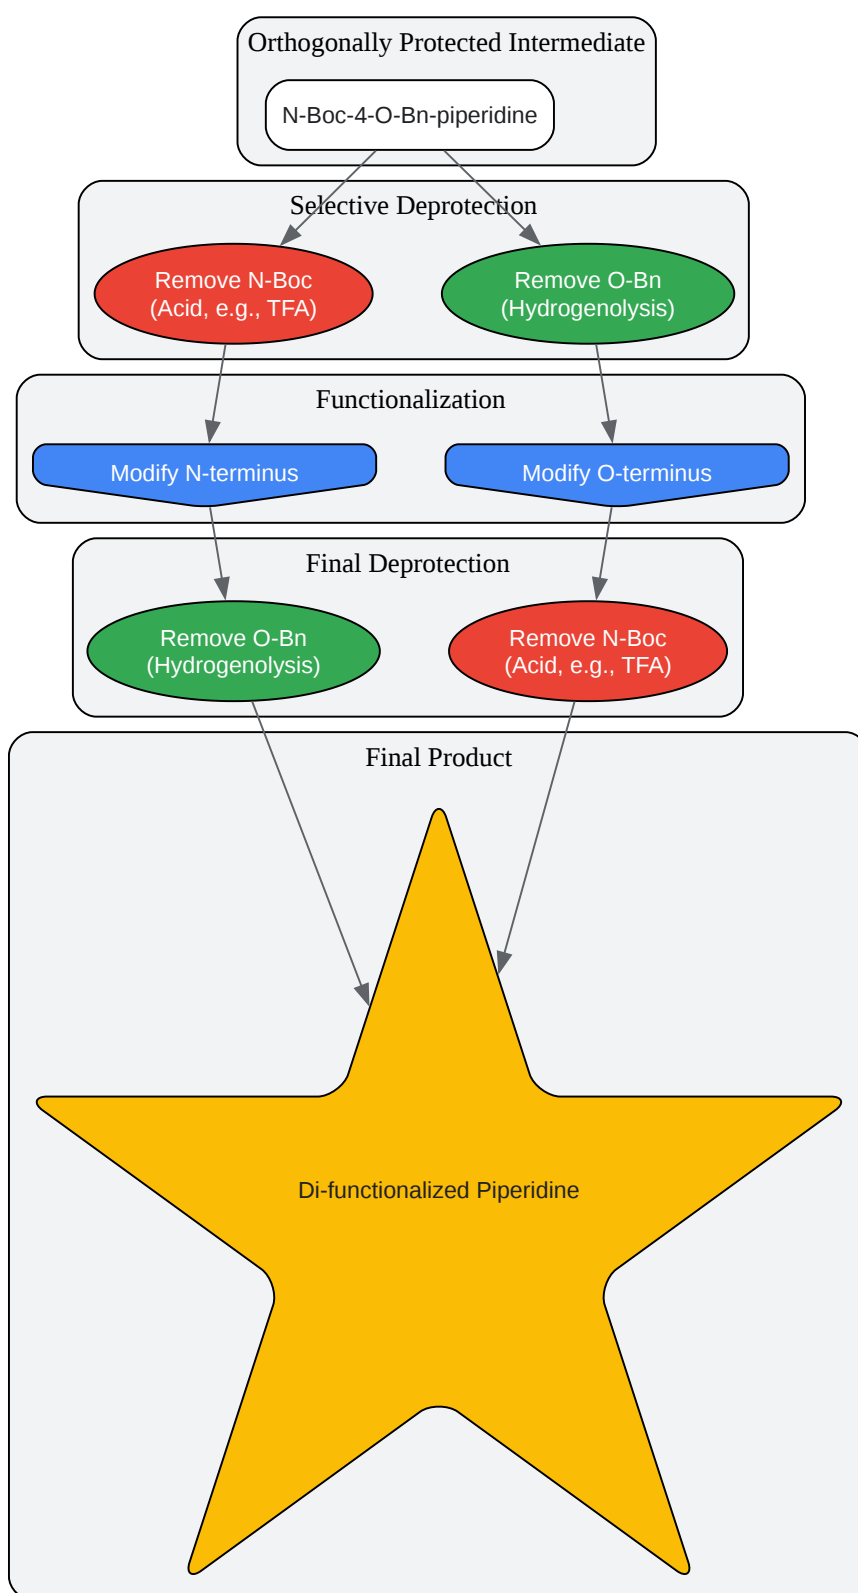 Orthogonally Protected Intermediate
N-Boc-4-O-Bn-piperidine
Selective Deprotection
Remove N-Boc
(Acid, e.g., TFA)
Remove O-Bn
(Hydrogenolysis)
Functionalization
Modify N-terminus
Modify O-terminus
Final Deprotection
Remove O-Bn
(Hydrogenolysis)
Remove N-Boc
(Acid, e.g., TFA)
Final Product
Di-functionalized Piperidine